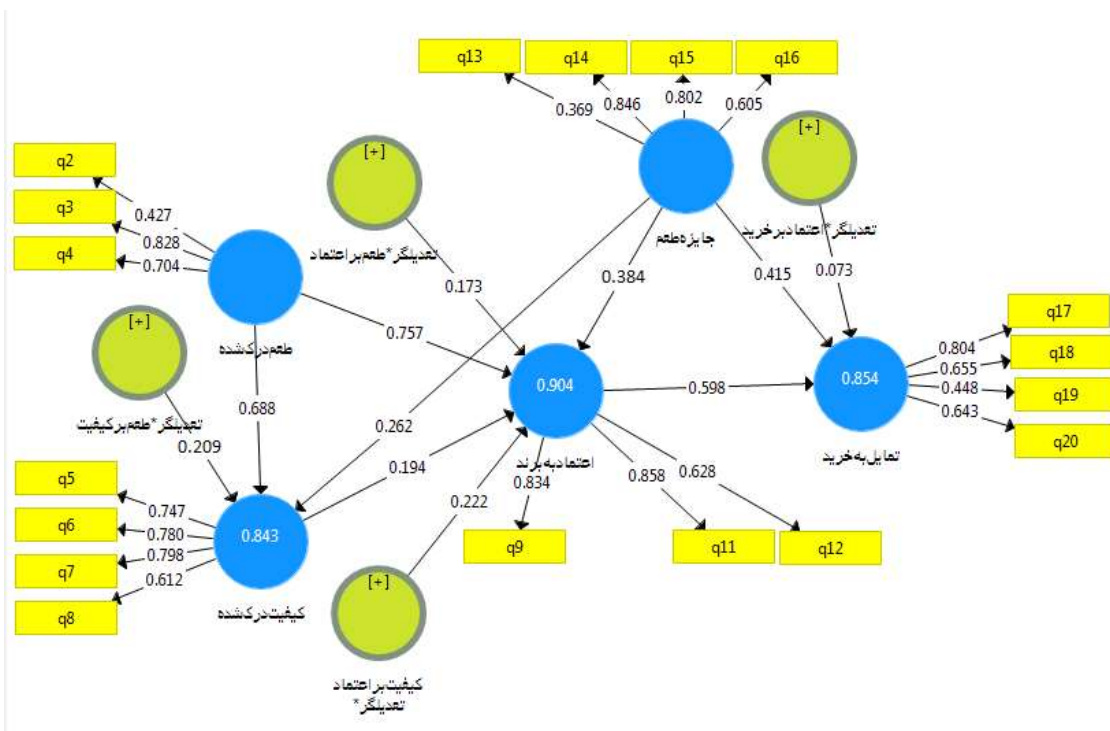 q13
q14
q15
q16
0.369
0.846
0.802
0.605
[+]
[+]
q2
q3
q4
0.427
0.828
0.704
تعدیلگر*طعم بر اعتماد
جایزه طعم
تعدیلگر*اعتماد بر خرید
0.173
0.384
0.415
0.073
[+]
طعم درک شده
0.757
q17
q18
q19
q20
0.804
0.655
0.448
0.643
0.904
0.598
0.854
تعدیلگر*طعم بر کیفیت
0.688
0.262
0.209
0.194
اعتماد به برند
تمایل به خرید
q5
q6
q7
q8
0.747
0.780
0.798
0.612
0.843
0.222
0.834
0.858
0.628
q9
q11
q12
[+]
کیفیت درک شده
کیفیت بر اعتماد
تعدیلگر*